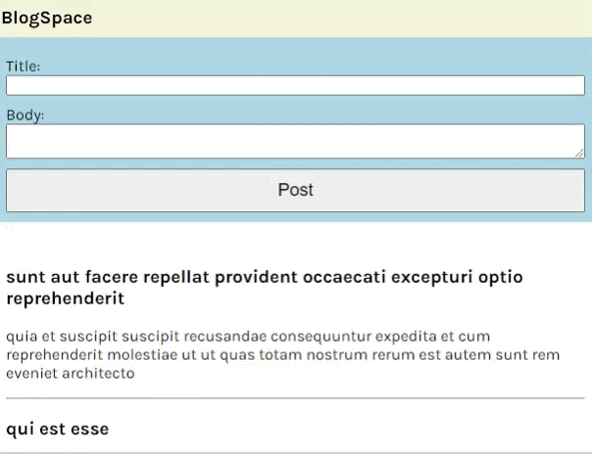 BlogSpace
Title:
Body:
Post
sunt aut facere repellat provident occaecati excepturi optio
reprehenderit
quia et suscipit suscipit recusandae consequuntur expedita et cum
reprehenderit molestiae ut ut quas totam nostrum rerum est autem sunt rem
eveniet architecto
qui est esse